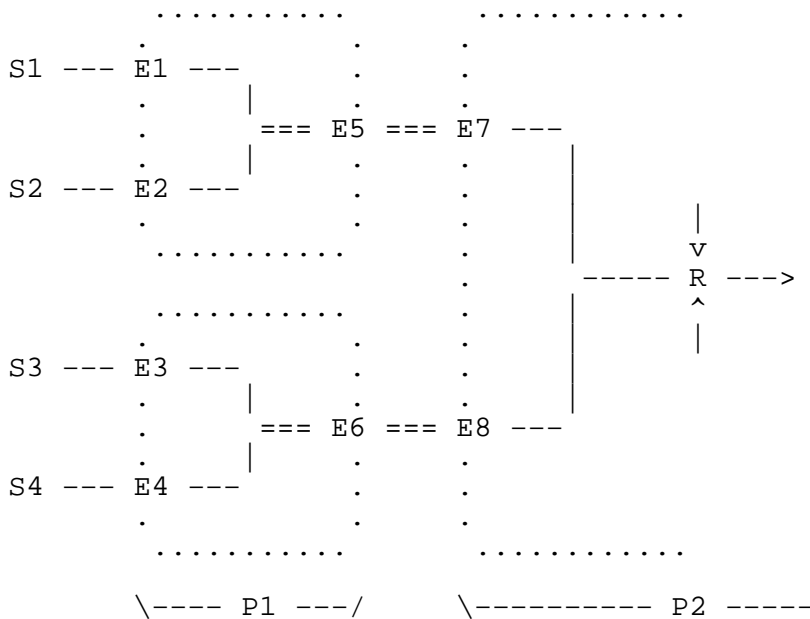 S1 --- E1 ---
=== E5 === E7 ---
S2 --- E2 ---
v
----- R --->
^
S3 --- E3 ---
=== E6 === E8 ---
S4 --- E4 ---
\---- P1 ---/ \---------- P2 -----